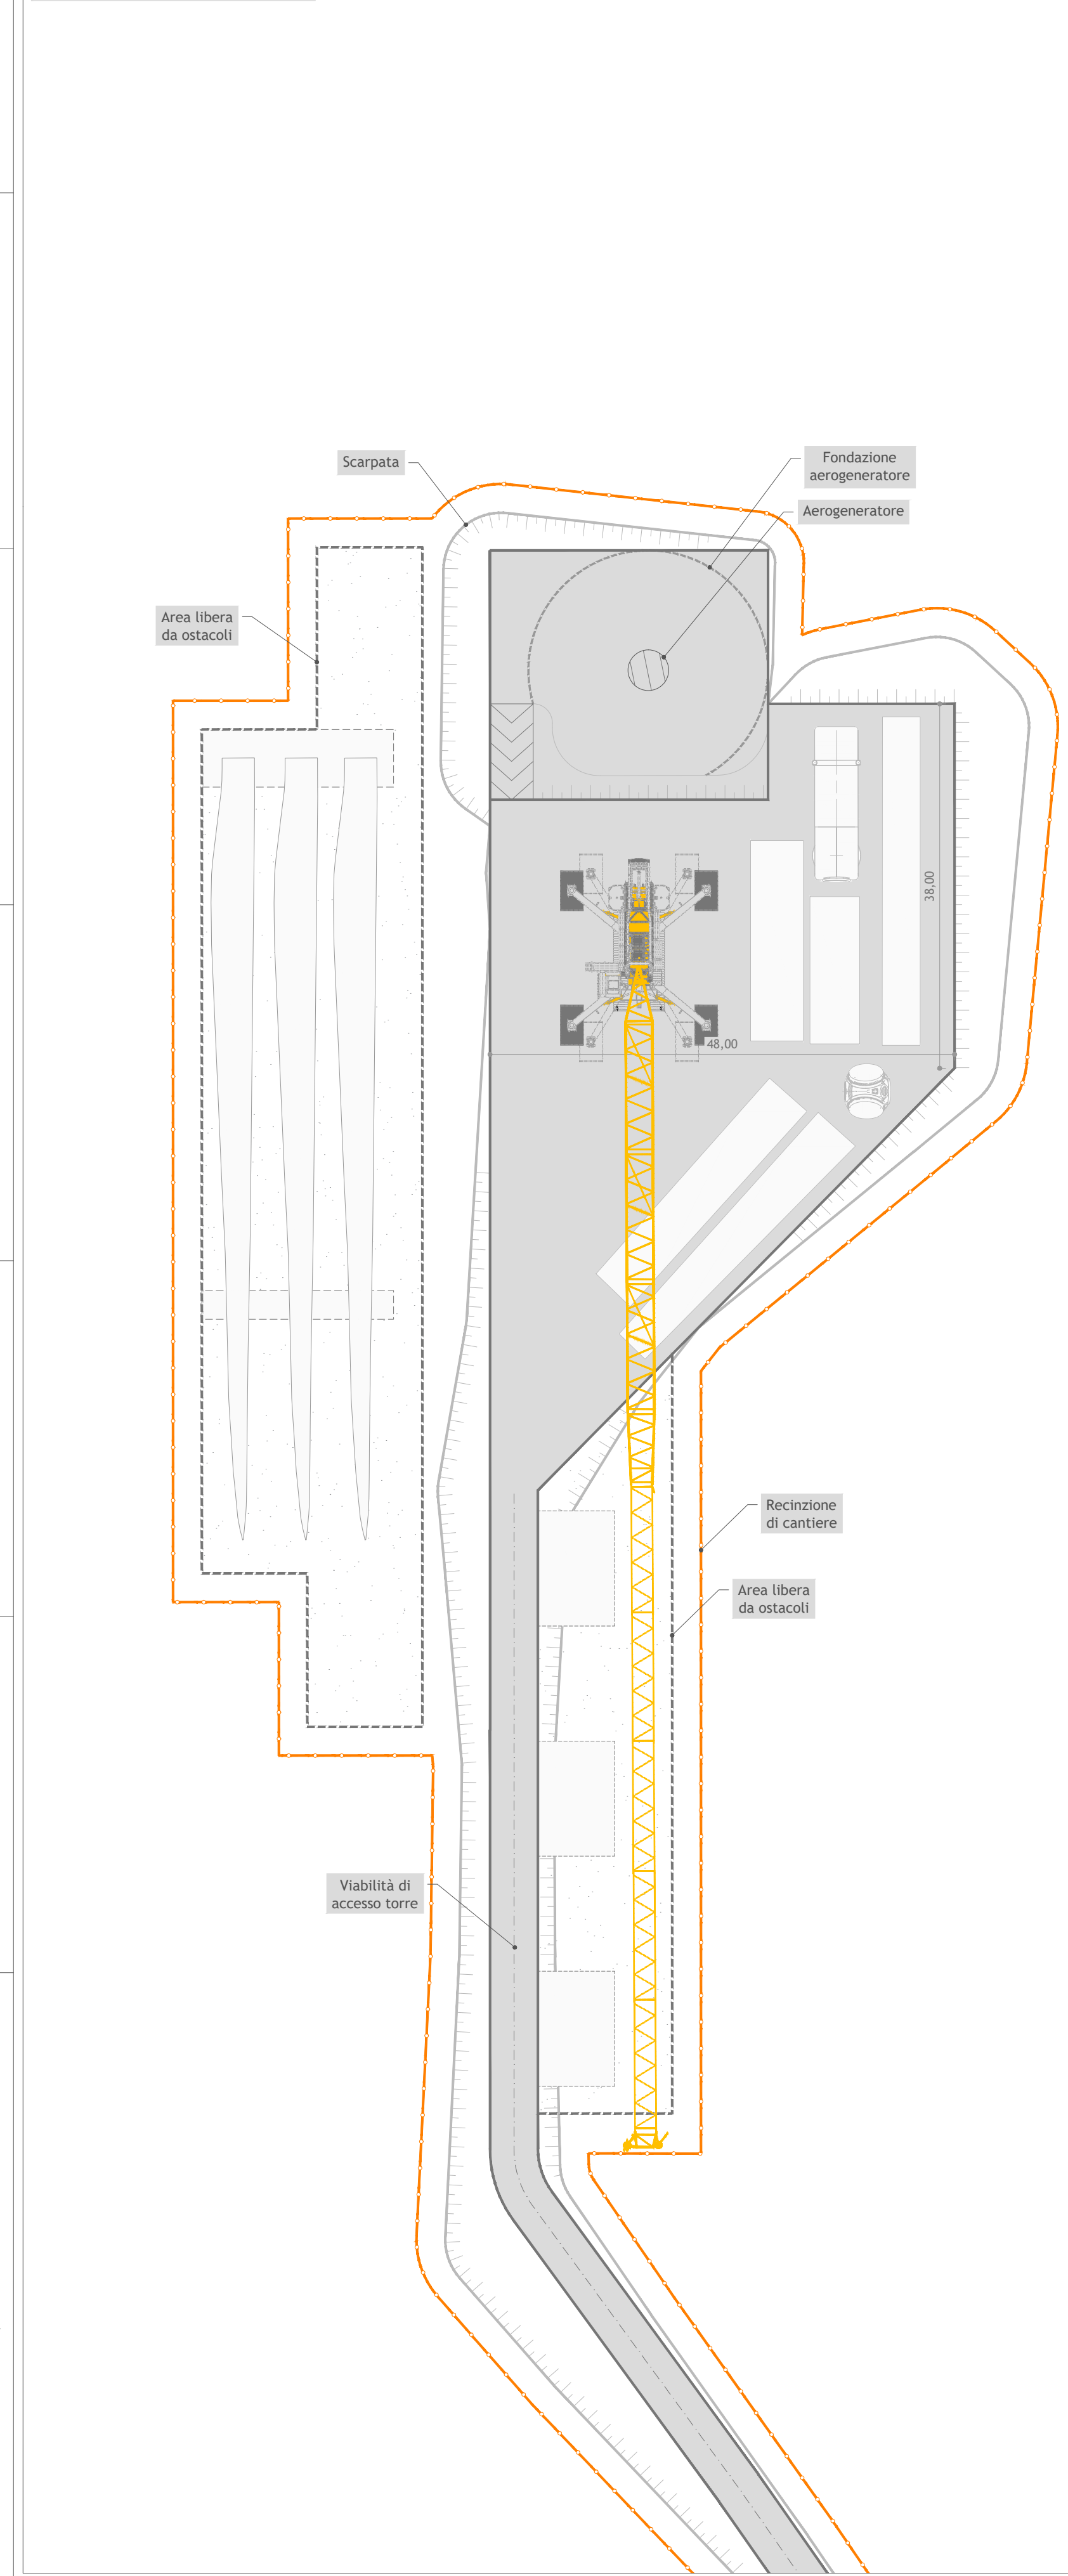 Scarpata
Fondazione
aerogeneratore
Aerogeneratore
Area libera
da ostacoli
38,00
48,00
Recinzione
di cantiere
Area libera
da ostacoli
Viabilità di
accesso torre